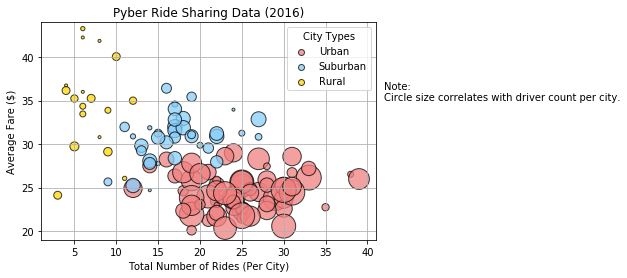 Pyber Ride Sharing Data (2016)
City Types
Urban
Suburban
Rural
Note:
Circle size correlates with driver count per city.
Average Fare ($)
40
35
30
25
20
5
10
15
20
25
30
35
40
Total Number of Rides (Per City)